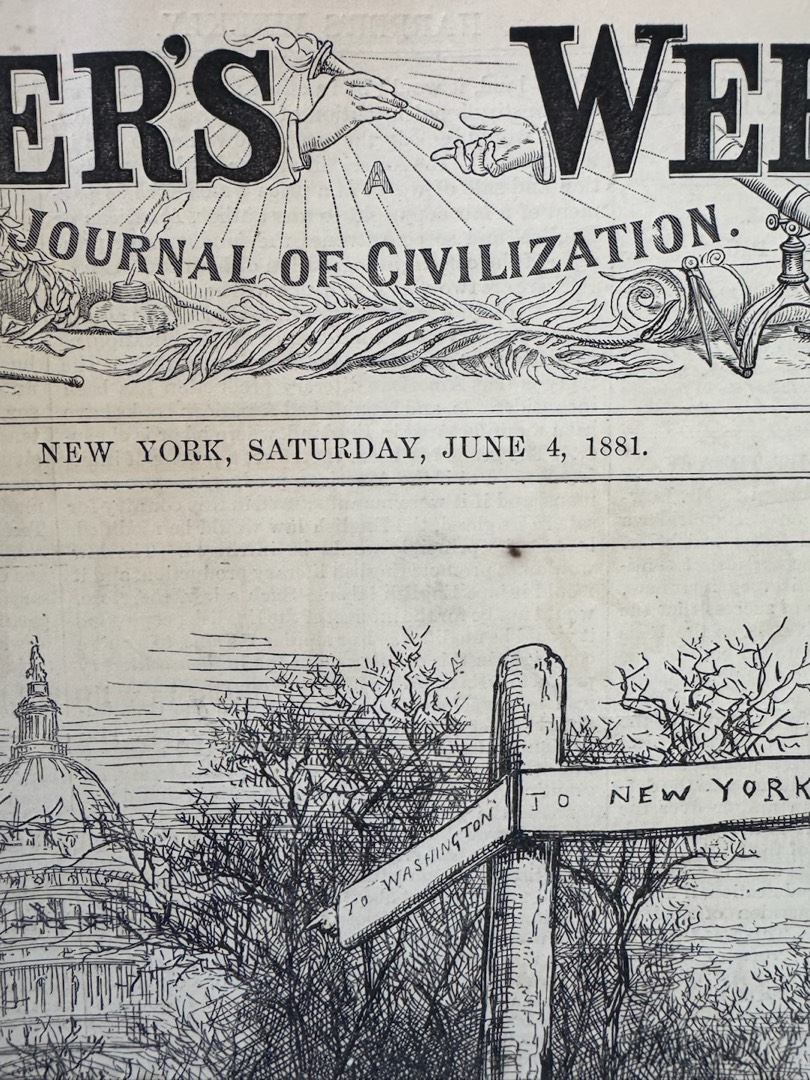 ER'S WEE
A
JOURNAL OF CIVILIZATION.
NEW YORK, SATURDAY, JUNE 4, 1881.
TO NEW YORK
TO WASHINGTON